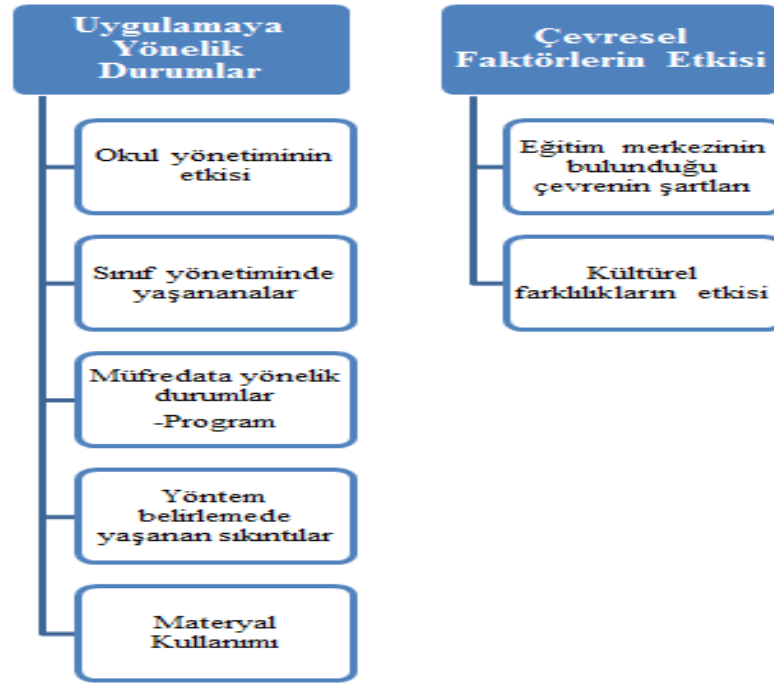 Uygulamaya
Yönelik
Durumlar
Okul yönetiminin
etkisi
Sınıf yönetiminde
yaşananalar
Müfredata yönelik
durumlar
-Program
Yöntem
belirlemede
yaşanan sıkıntılar
Materyal
Kullanımı
Çevresel
Faktörlerin Etkisi
Eğitim merkezinin
bulunduğu
çevrenin şartları
Kültürel
farklılıkların etkisi